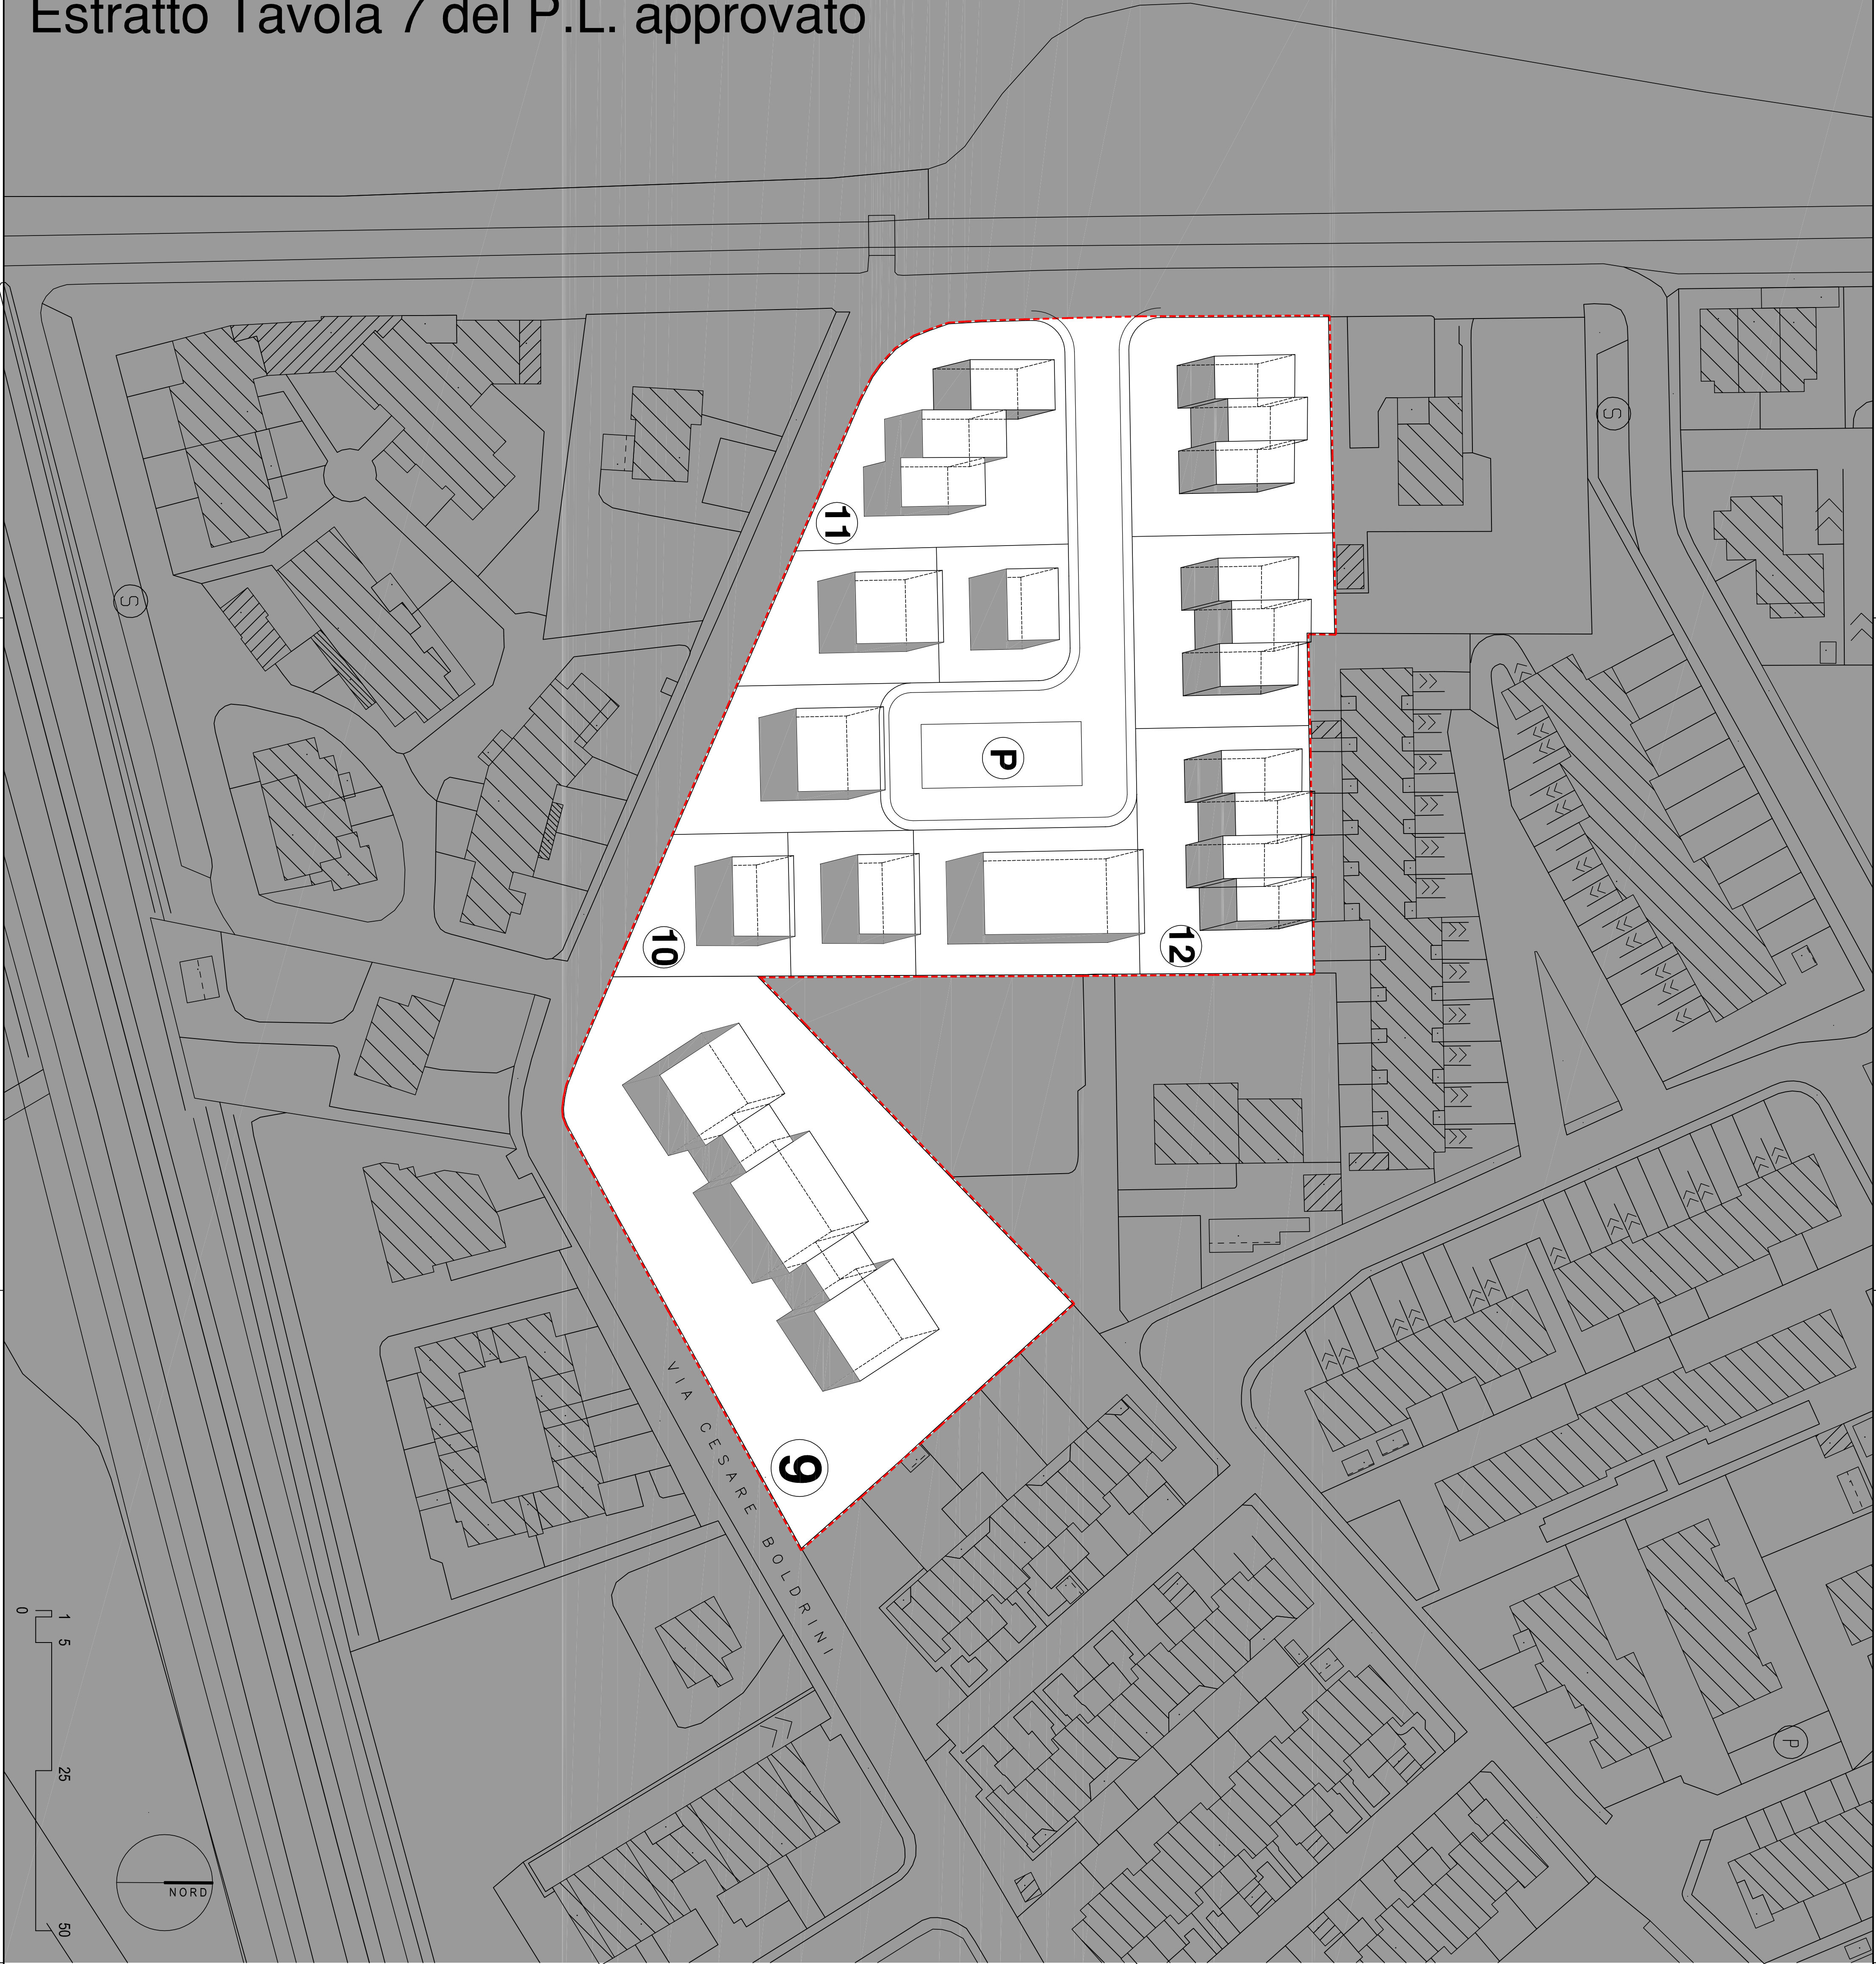 Estratto Tavola 7 del P.L. approvato
S
S
11
P
10
12
9
VIA CESARE BOLDRINI
P
0
1
5
25
50
NORD